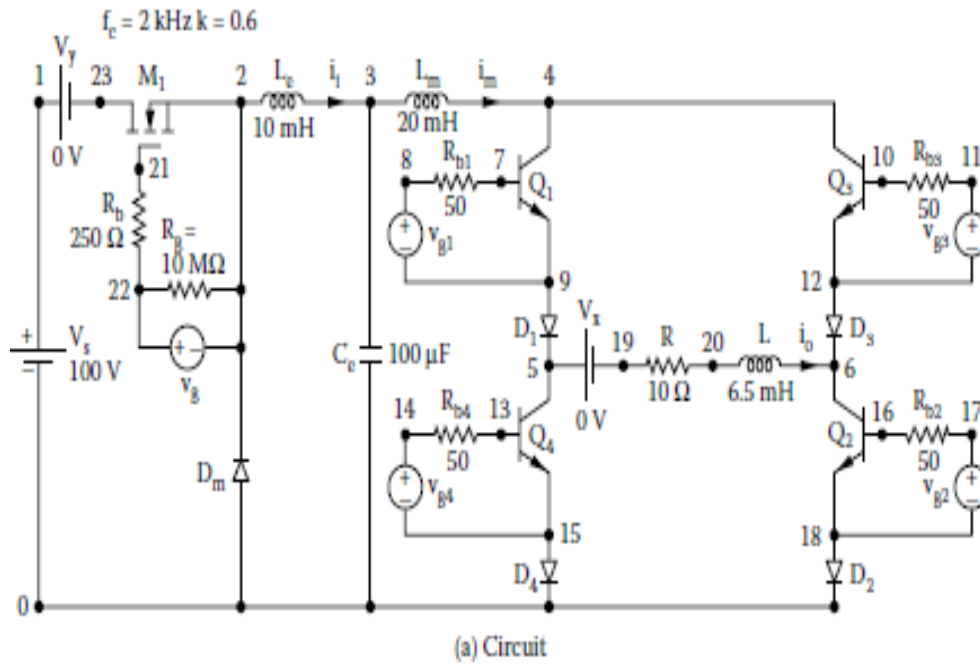 f_c = 2 kHz k = 0.6
V_y
1
23
M_1
2
L_e
i_i
3
L_m
i_m
4
0 V
10 mH
20 mH
21
R_b
250 Ω
R_g =
10 MΩ
22
8
R_b1
7
50
Q_1
v_g1
9
Q_3
10
R_b3
11
50
v_g3
12
+
−
V_s
100 V
+
−
v_g
C_e
100 μF
D_1
V_x
19
R
20
L
i_o
D_3
5
0 V
10 Ω
6.5 mH
6
14
R_b4
13
50
Q_4
v_g4
15
Q_2
16
R_b2
17
50
v_g2
18
D_m
D_4
D_2
0
(a) Circuit